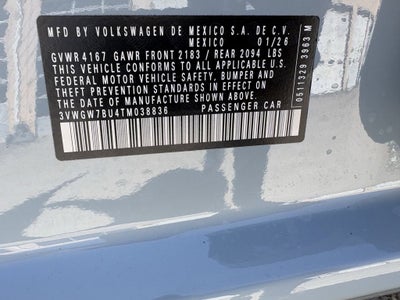 MFD BY VOLKSWAGEN DE MEXICO S.A. DE C.V.
MEXICO 01/26
GVWR 4167 GAWR FRONT 2183 / REAR 2094 LBS
THIS VEHICLE CONFORMS TO ALL APPLICABLE U.S.
FEDERAL MOTOR VEHICLE SAFETY, BUMPER AND
THEFT PREVENTION STANDARDS IN EFFECT ON
THE DATE OF MANUFACTURE SHOWN ABOVE
3VWGW7BU4TM038836 PASSENGER CAR
0511329 3963 M